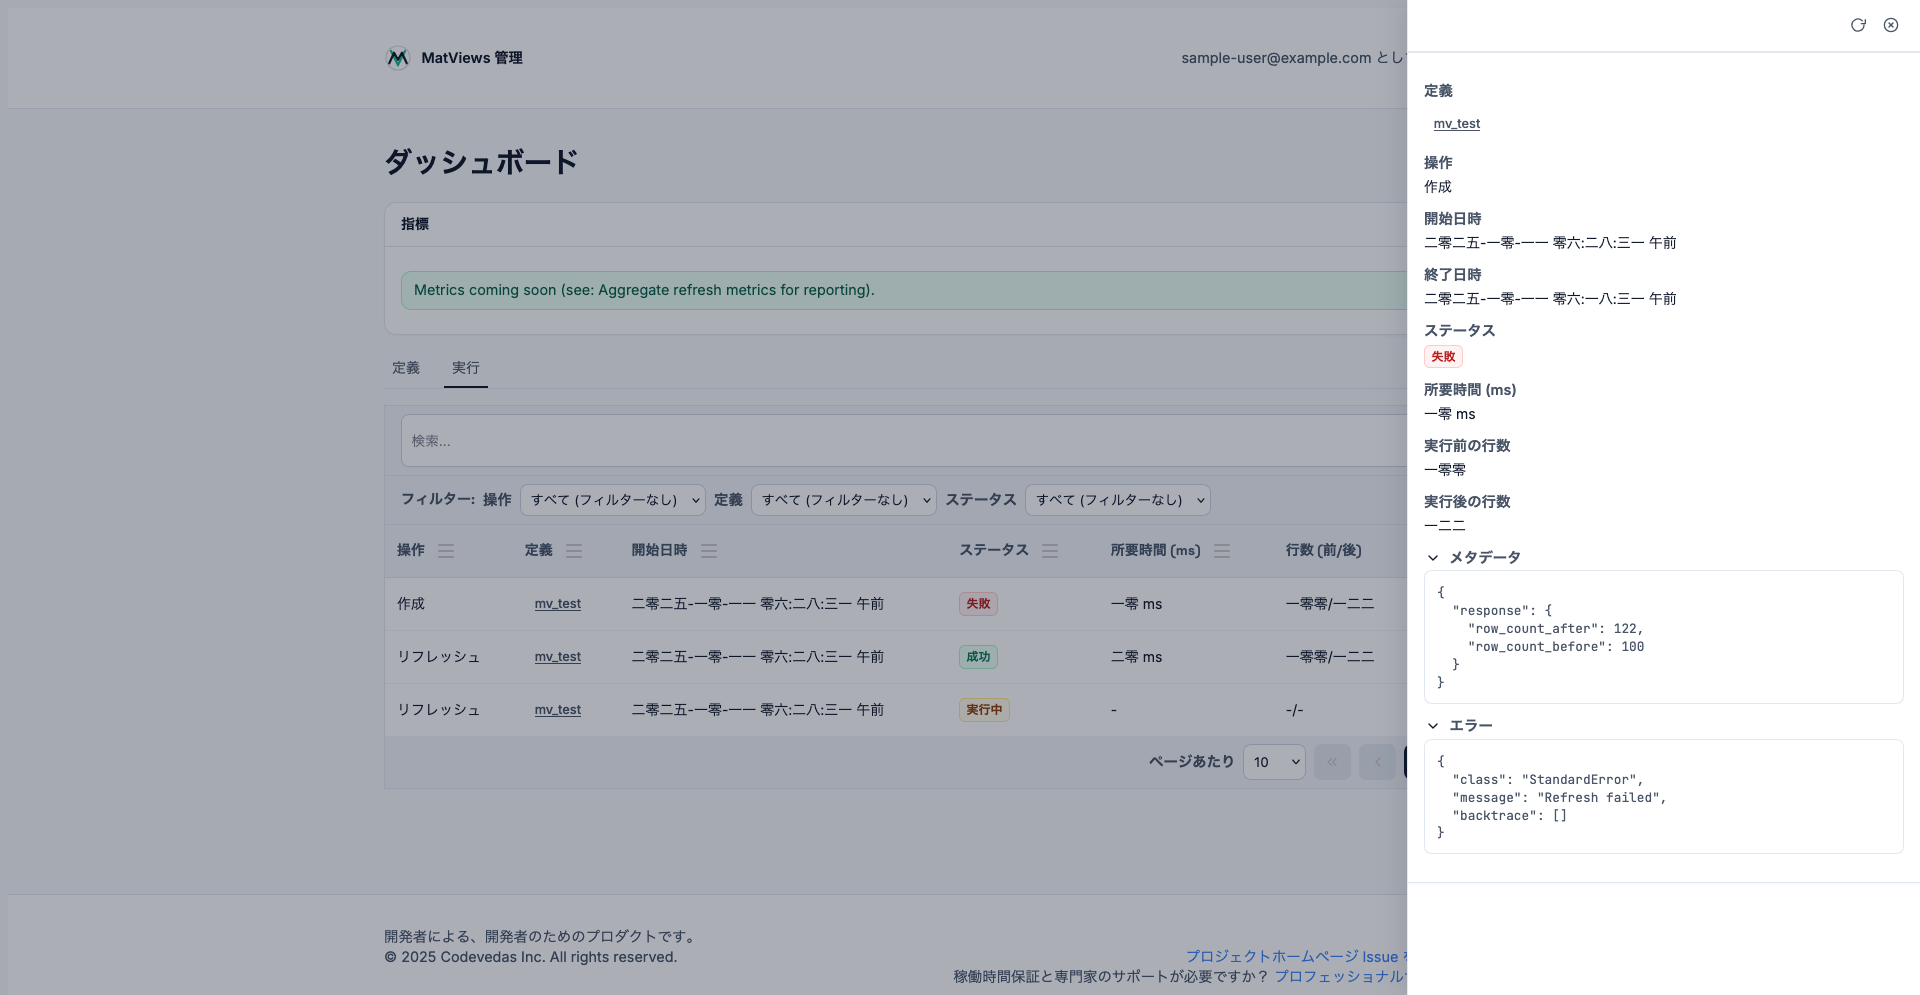 MatViews 管理
sample-user@example.com とし
ダッシュボード
指標
Metrics coming soon (see: Aggregate refresh metrics for reporting).
定義 実行
検索...
フィルター: 操作 すべて (フィルターなし) 定義 すべて (フィルターなし) ステータス すべて (フィルターなし)
操作 定義 開始日時 ステータス 所要時間 (ms) 行数 (前/後)
作成 mv_test 二零二五-一零-一一 零六:二八:三一 午前 失敗 一零 ms 一零零/一二二
リフレッシュ mv_test 二零二五-一零-一一 零六:二八:三一 午前 成功 二零 ms 一零零/一二二
リフレッシュ mv_test 二零二五-一零-一一 零六:二八:三一 午前 実行中 - -/-
ページあたり 10 « ‹
開発者による、開発者のためのプロダクトです。
© 2025 Codevedas Inc. All rights reserved.
プロジェクトホームページ Issue
稼働時間保証と専門家のサポートが必要ですか？ プロフェッショナル
定義
mv_test
操作
作成
開始日時
二零二五-一零-一一 零六:二八:三一 午前
終了日時
二零二五-一零-一一 零六:一八:三一 午前
ステータス
失敗
所要時間 (ms)
一零 ms
実行前の行数
一零零
実行後の行数
一二二
メタデータ
{
"response": {
"row_count_after": 122,
"row_count_before": 100
}
}
エラー
{
"class": "StandardError",
"message": "Refresh failed",
"backtrace": []
}